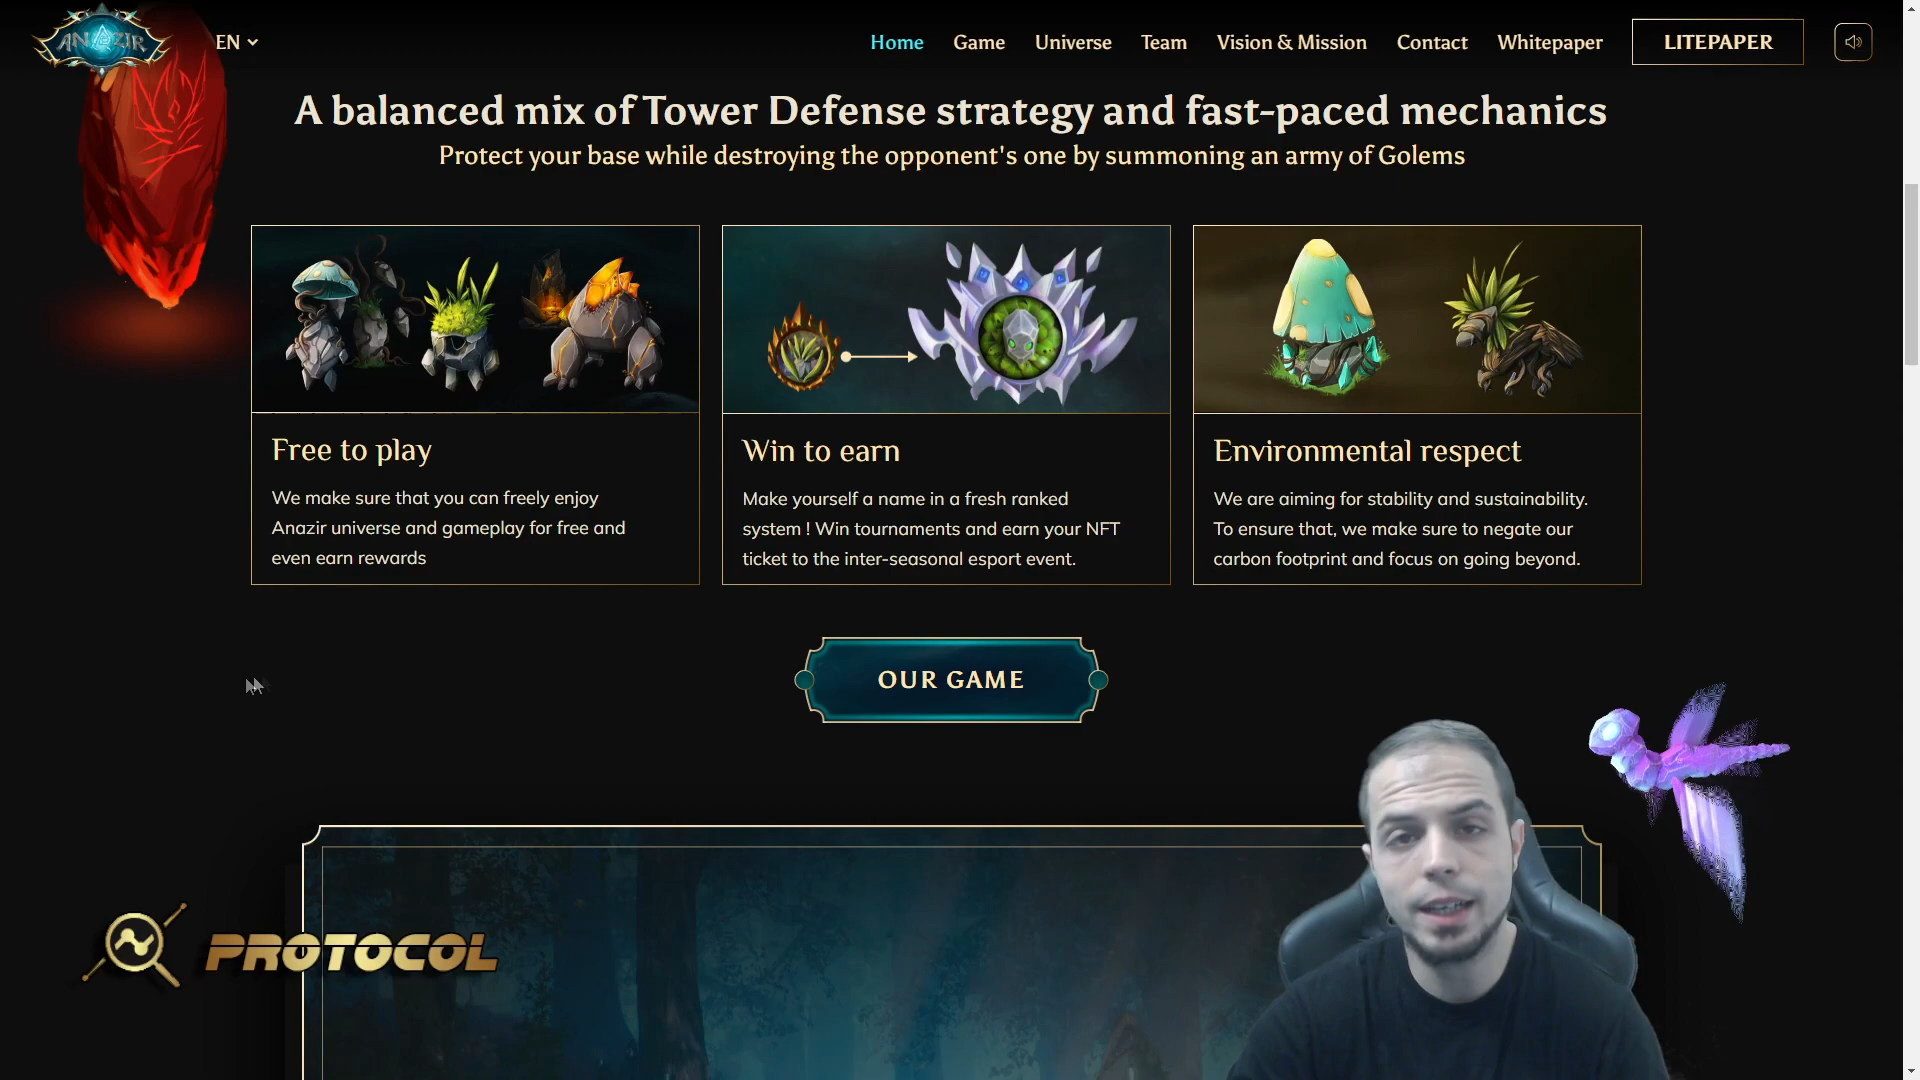 ANAZIR
EN
Home Game Universe Team Vision & Mission Contact Whitepaper LITEPAPER
A balanced mix of Tower Defense strategy and fast-paced mechanics
Protect your base while destroying the opponent's one by summoning an army of Golems
Free to play
We make sure that you can freely enjoy
Anazir universe and gameplay for free and
even earn rewards
Win to earn
Make yourself a name in a fresh ranked
system ! Win tournaments and earn your NFT
ticket to the inter-seasonal esport event.
Environmental respect
We are aiming for stability and sustainability.
To ensure that, we make sure to negate our
carbon footprint and focus on going beyond.
OUR GAME
PROTOCOL